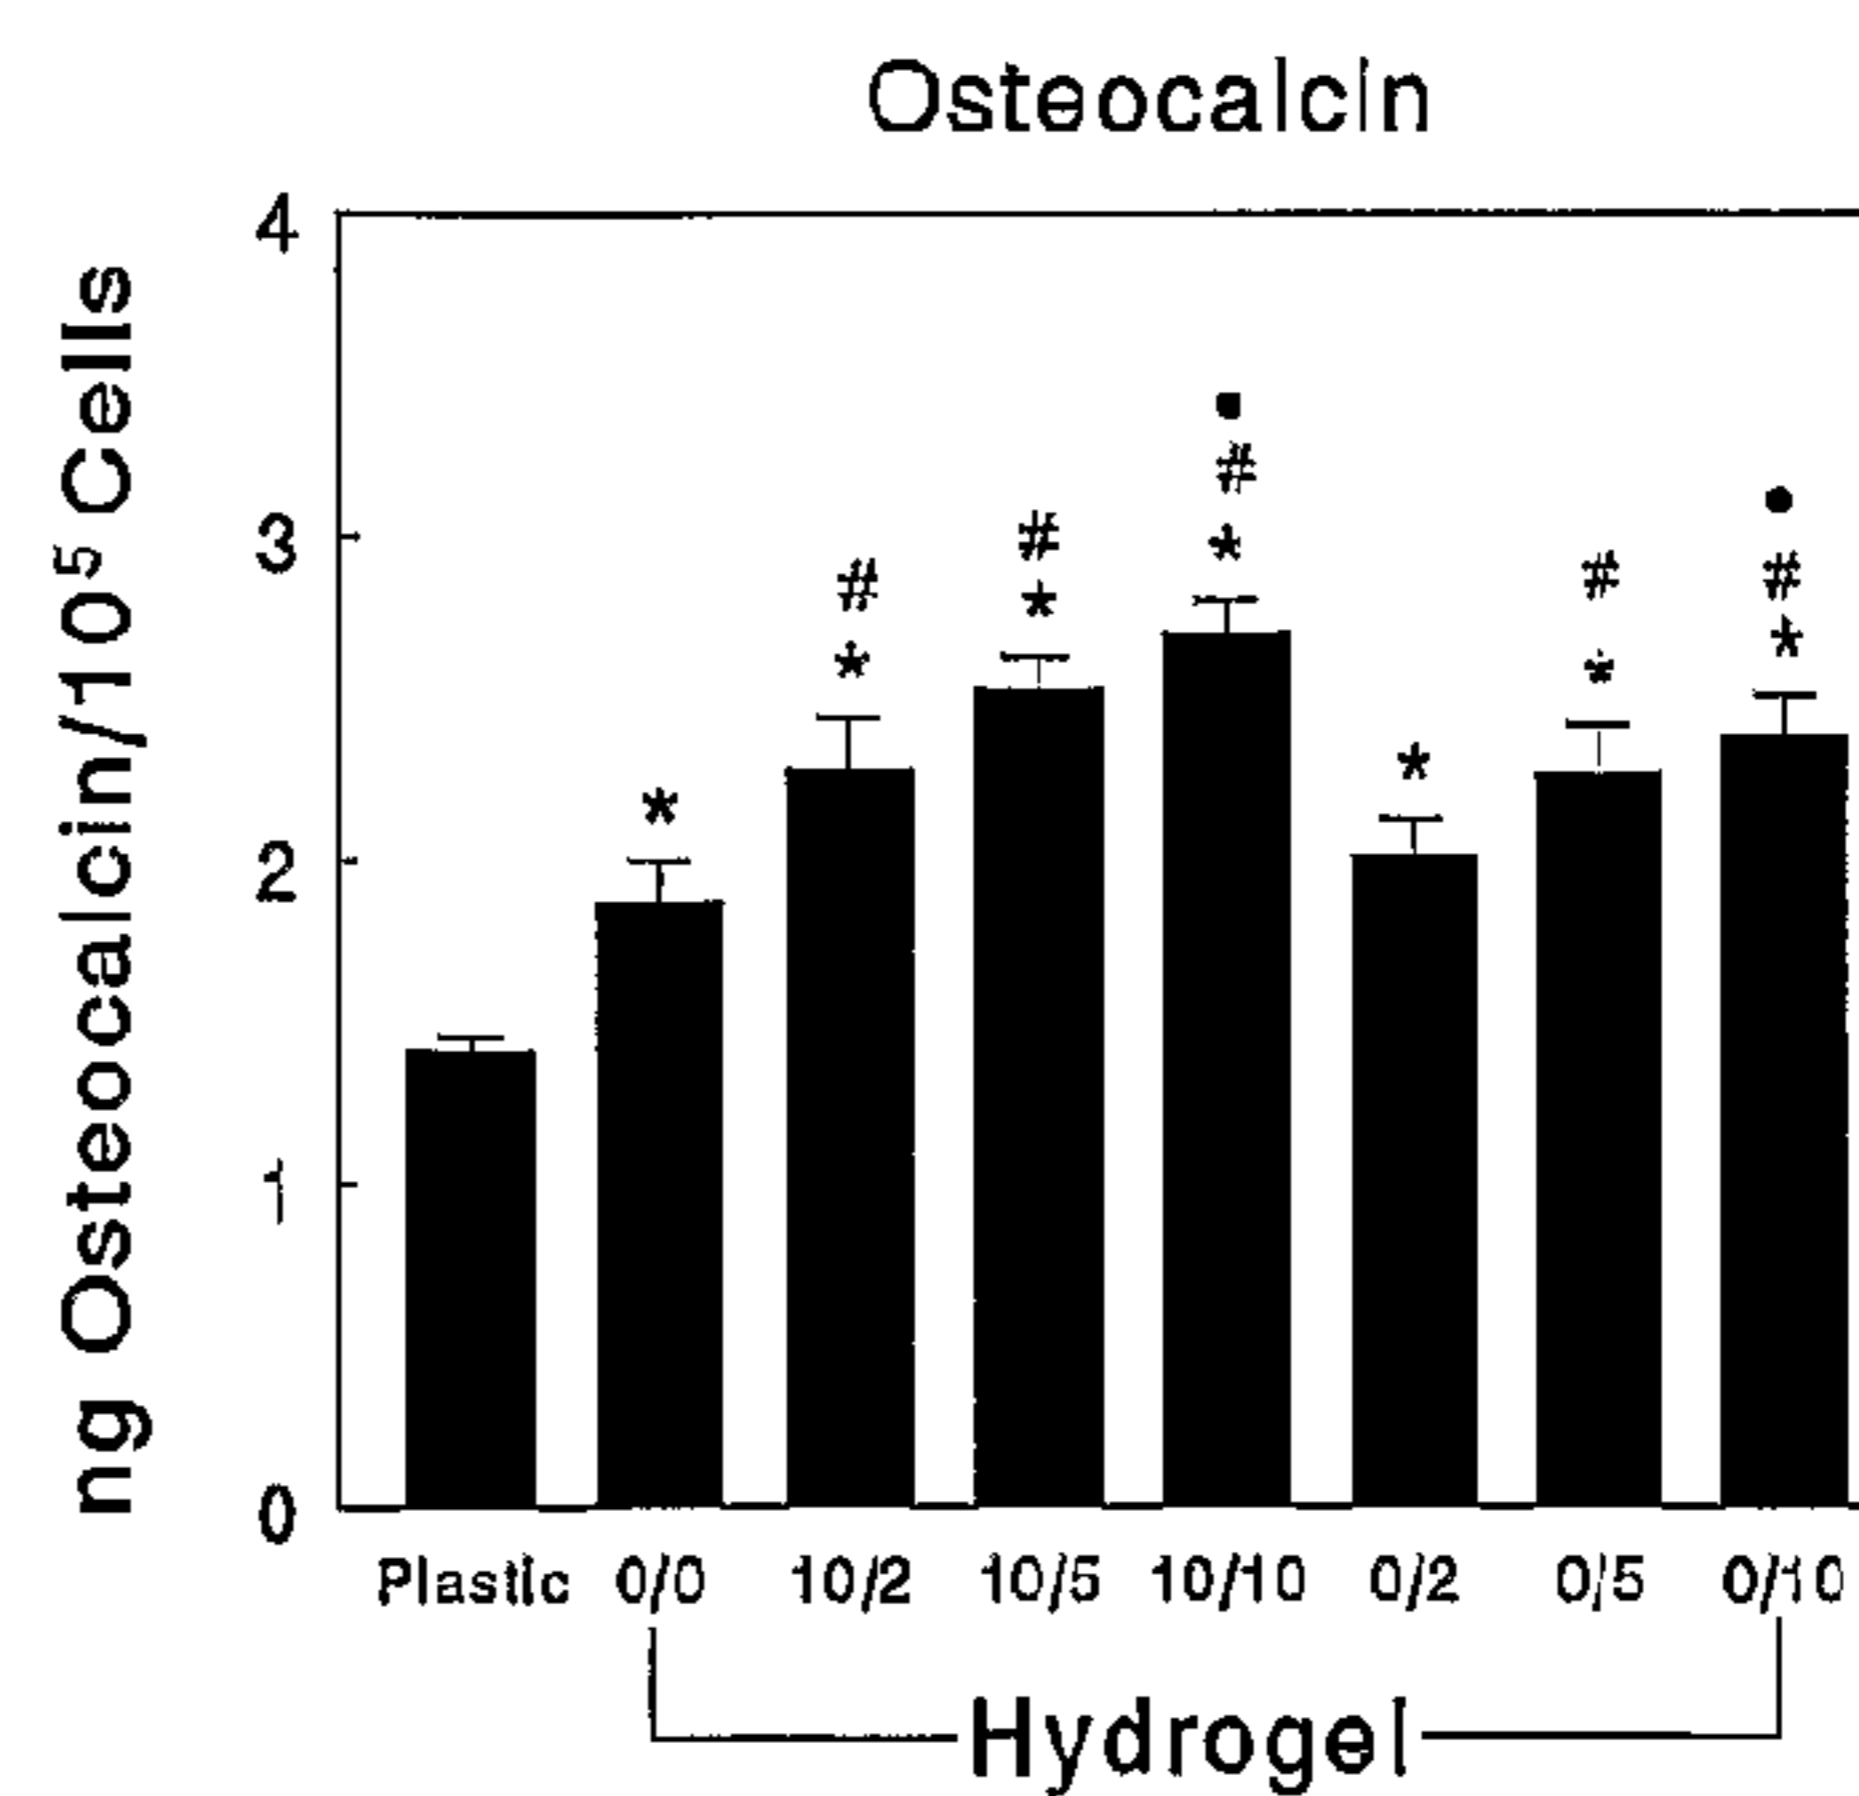 Osteocalcin
ng Osteocalcin/10⁵ Cells
4
3
2
1
0
•
# •
# * # #
# * * *
* *
*
Plastic 0/0 10/2 10/5 10/10 0/2 0/5 0/10
Hydrogel